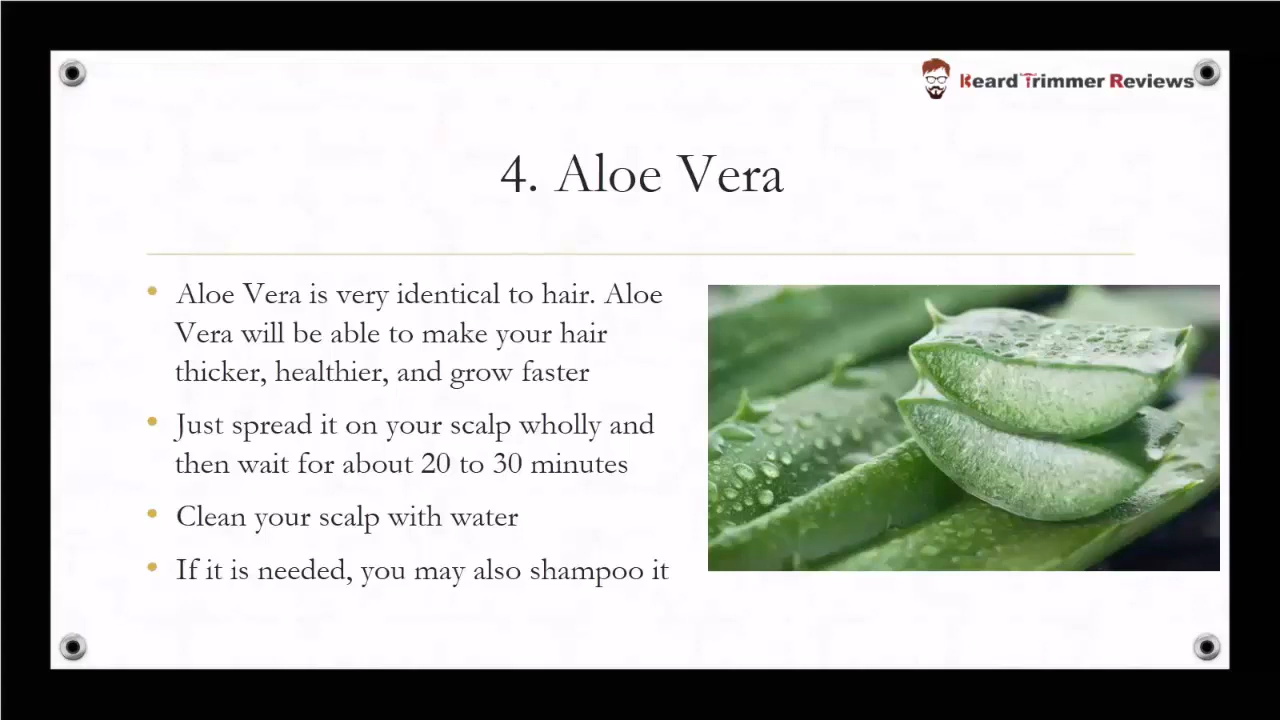 Keard Trimmer Reviews
4. Aloe Vera
Aloe Vera is very identical to hair. Aloe
Vera will be able to make your hair
thicker, healthier, and grow faster
Just spread it on your scalp wholly and
then wait for about 20 to 30 minutes
Clean your scalp with water
If it is needed, you may also shampoo it